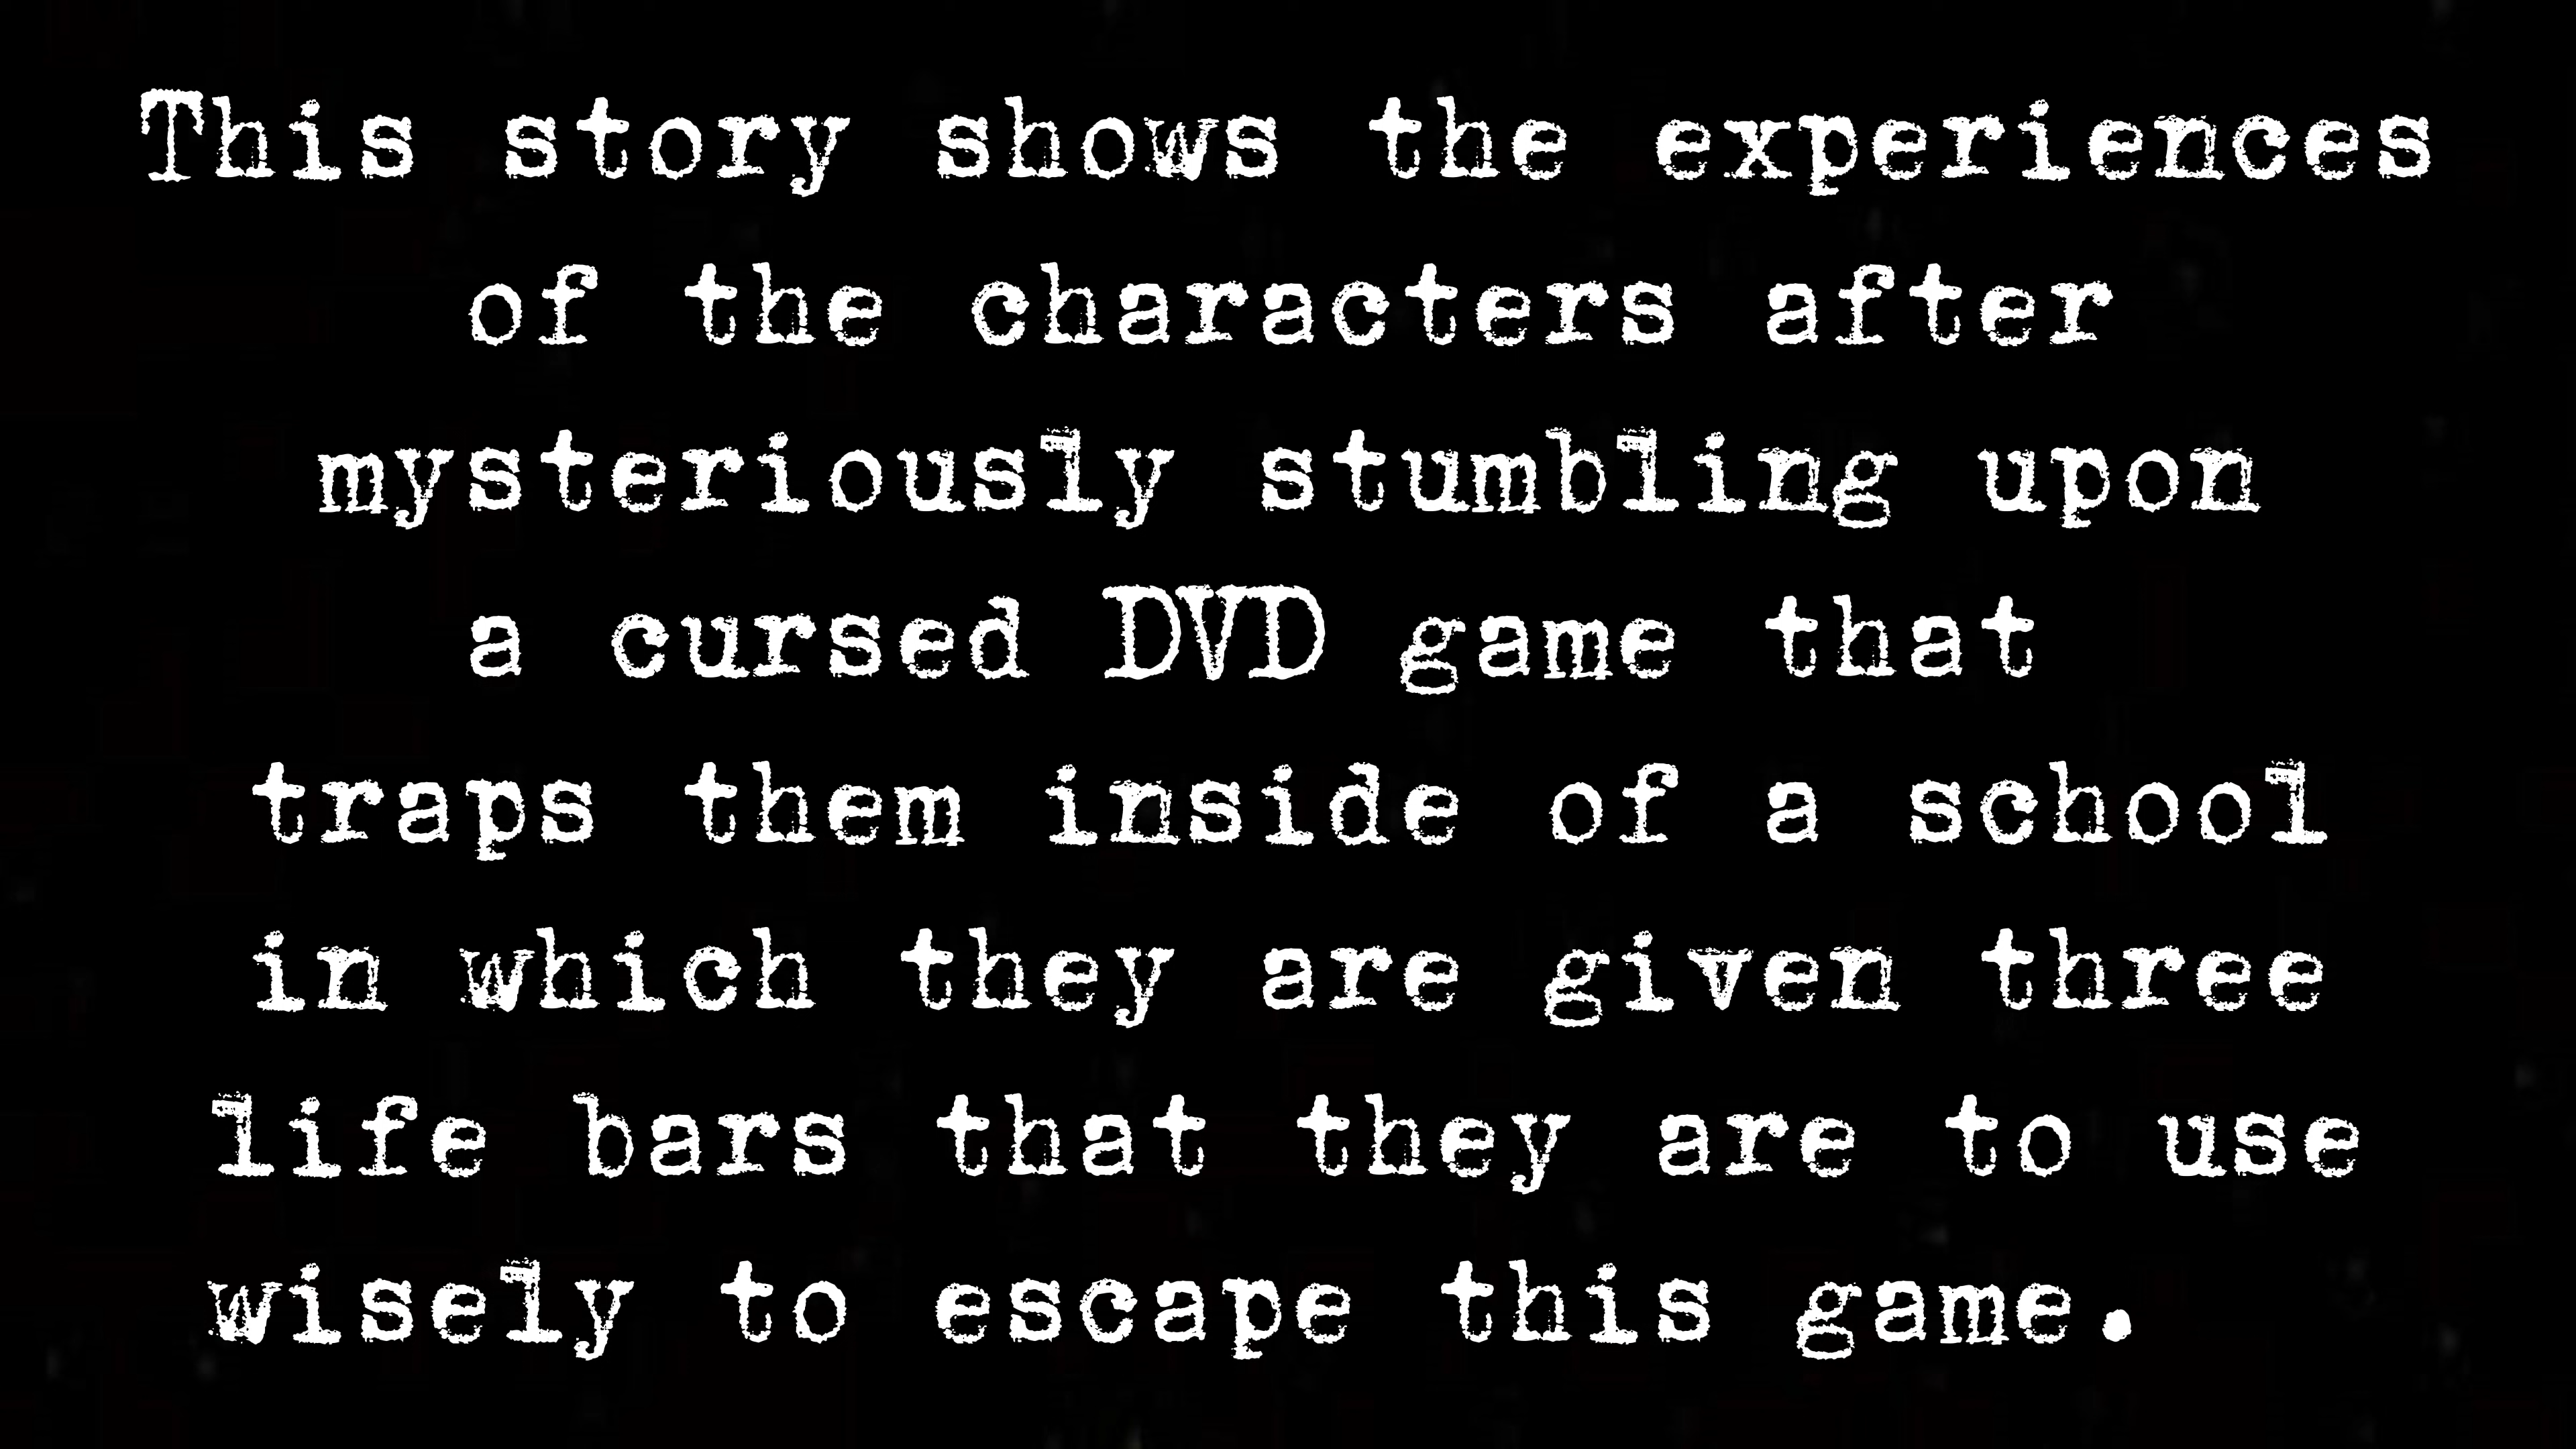 This story shows the experiences
of the characters after
mysteriously stumbling upon
a cursed DVD game that
traps them inside of a school
in which they are given three
life bars that they are to use
wisely to escape this game.